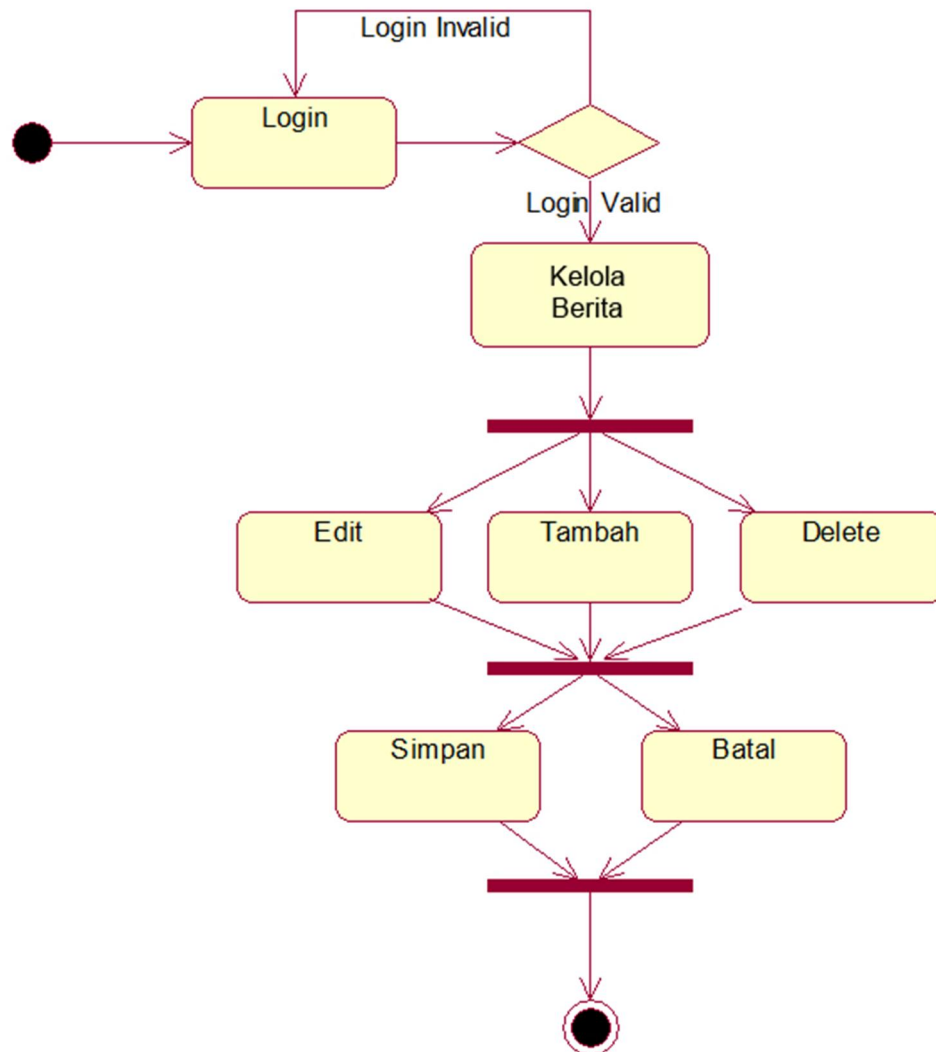 Login Invalid
Login
Login Valid
Kelola
Berita
Edit
Tambah
Delete
Simpan
Batal